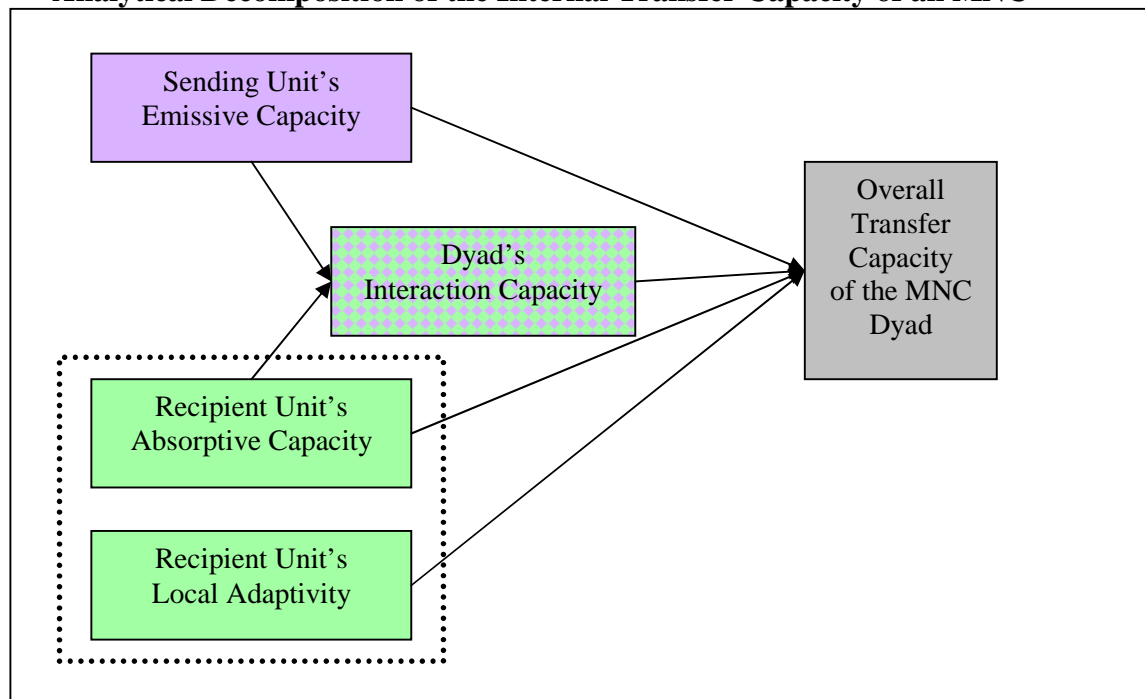 Analytical Decomposition of the Internal Transfer Capacity of an MNC
Sending Unit’s
Emissive Capacity
Overall
Transfer
Capacity
of the MNC
Dyad
Dyad’s
Interaction Capacity
Recipient Unit’s
Absorptive Capacity
Recipient Unit’s
Local Adaptivity